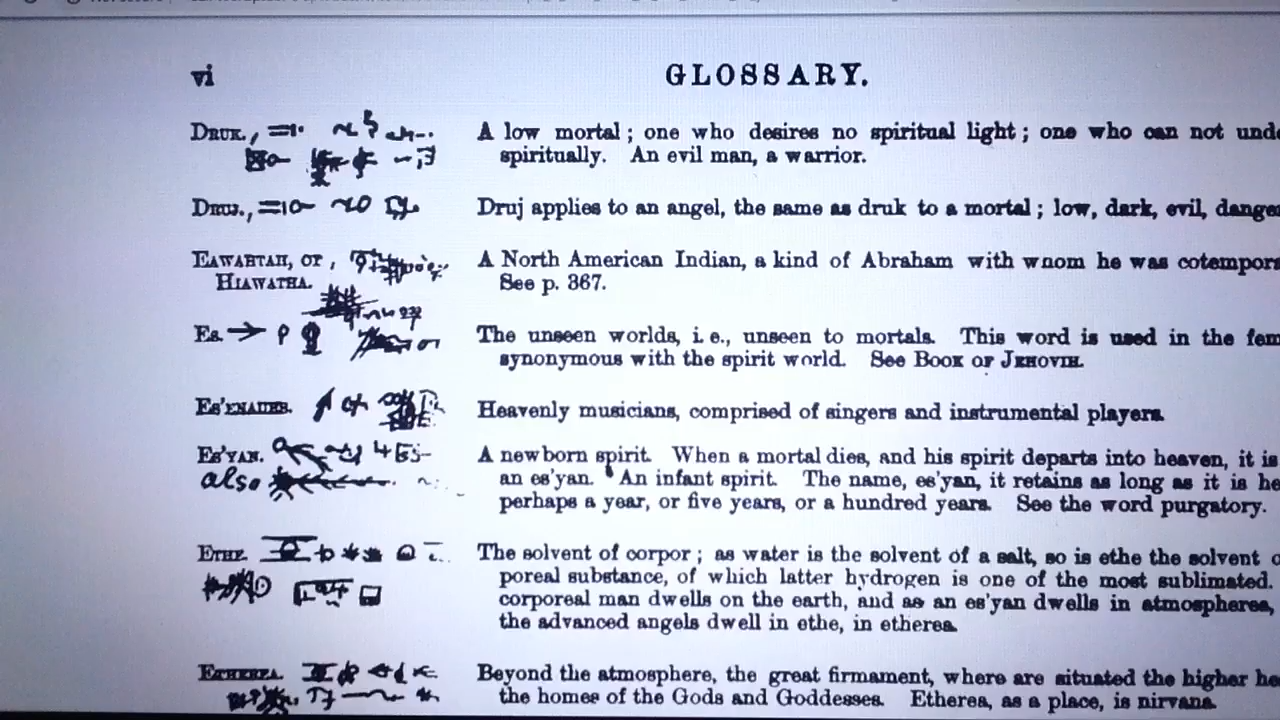 vi GLOSSARY.
DRUK., A low mortal ; one who desires no spiritual light ; one who can not
spiritually. An evil man, a warrior.
DRUJ., Druj applies to an angel, the same as druk to a mortal ; low, dark, evil,
EAWAHTAH, or , A North American Indian, a kind of Abraham with whom he was
HIAWATHA. See p. 367.
Es. The unseen worlds, i. e., unseen to mortals. This word is used in the
synonymous with the spirit world. See BOOK OF JEHOVIH.
ES'ENAURS. Heavenly musicians, comprised of singers and instrumental players.
ES'YAN. A newborn spirit. When a mortal dies, and his spirit departs into heaven, it is
also an es'yan. An infant spirit. The name, es'yan, it retains as long as it is
perhaps a year, or five years, or a hundred years. See the word purgatory.
ETHE. The solvent of corpor ; as water is the solvent of a salt, so is ethe the solvent
poreal substance, of which latter hydrogen is one of the most sublimated.
corporeal man dwells on the earth, and as an es'yan dwells in atmospherea,
the advanced angels dwell in ethe, in etherea.
ETHEREA. Beyond the atmosphere, the great firmament, where are situated the higher
the homes of the Gods and Goddesses. Etherea, as a place, is nirvana.